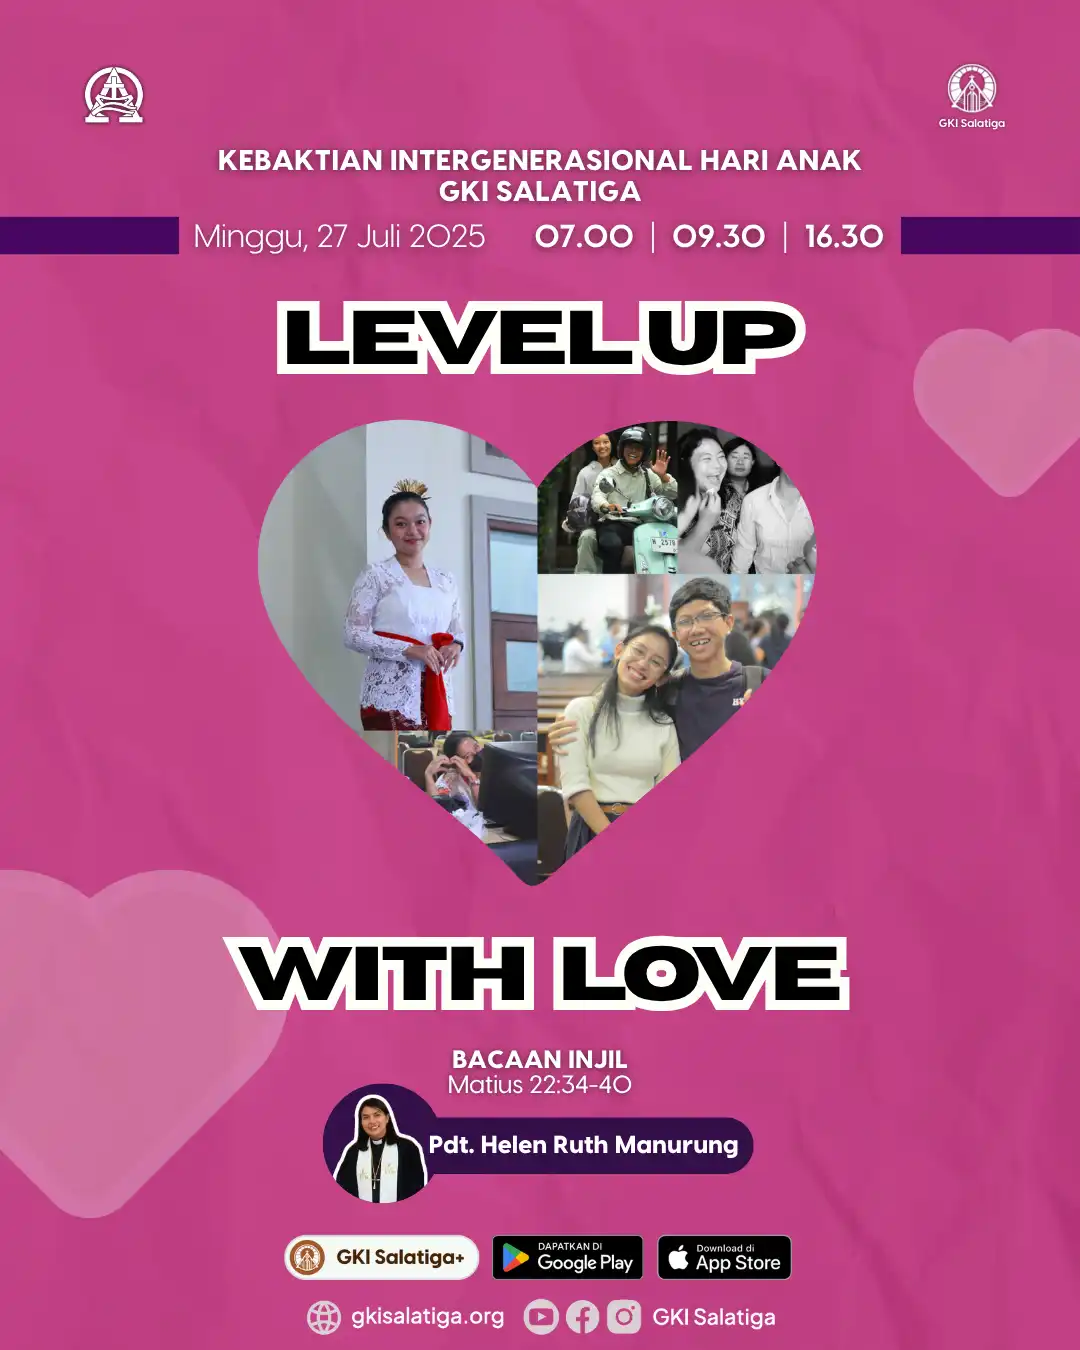 GKI Salatiga
KEBAKTIAN INTERGENERASIONAL HARI ANAK
GKI SALATIGA
Minggu, 27 Juli 2025 07.00 | 09.30 | 16.30
LEVEL UP
WITH LOVE
BACAAN INJIL
Matius 22:34-40
Pdt. Helen Ruth Manurung
GKI Salatiga+
DAPATKAN DI
Google Play
Download di
App Store
gkisalatiga.org
GKI Salatiga